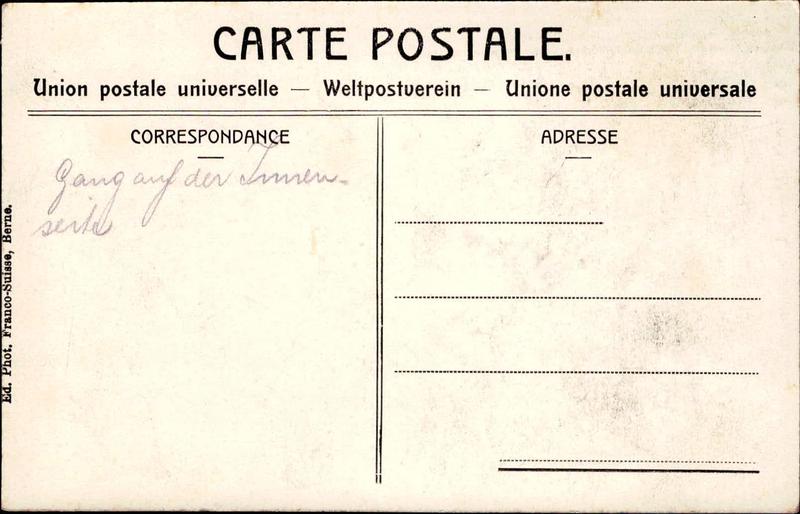 CARTE POSTALE.
Union postale universelle — Weltpostverein — Unione postale universale
CORRESPONDANCE
ADRESSE
Gang auf der Innen-
seite
Ed. Phot. Franco-Suisse, Berne.